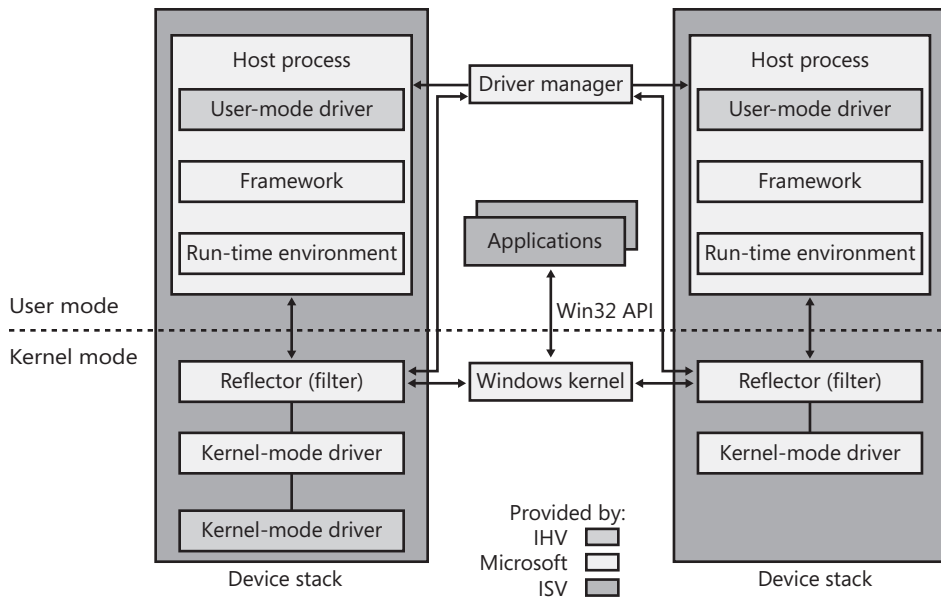 Host process
User-mode driver
Framework
Run-time environment
Driver manager
Applications
Win32 API
Host process
User-mode driver
Framework
Run-time environment
User mode
Kernel mode
Reflector (filter)
Windows kernel
Reflector (filter)
Kernel-mode driver
Kernel-mode driver
Kernel-mode driver
Provided by:
IHV
Microsoft
ISV
Device stack
Device stack